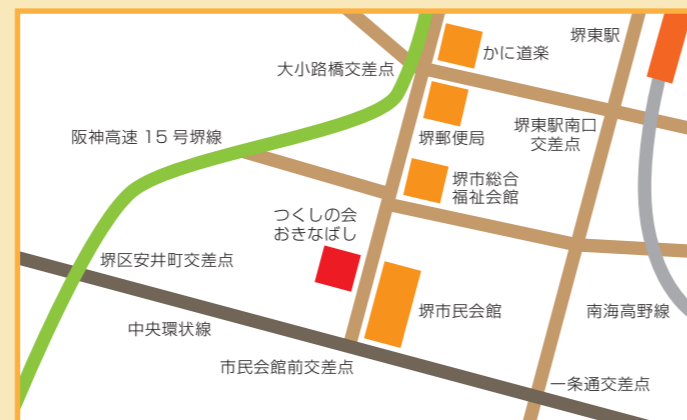 堺東駅
かに道楽
大小路橋交差点
堺東駅南口
交差点
阪神高速 15 号堺線
堺郵便局
堺市総合
福祉会館
つくしの会
おきなばし
堺区安井町交差点
堺市民会館
南海高野線
中央環状線
市民会館前交差点
一条通交差点